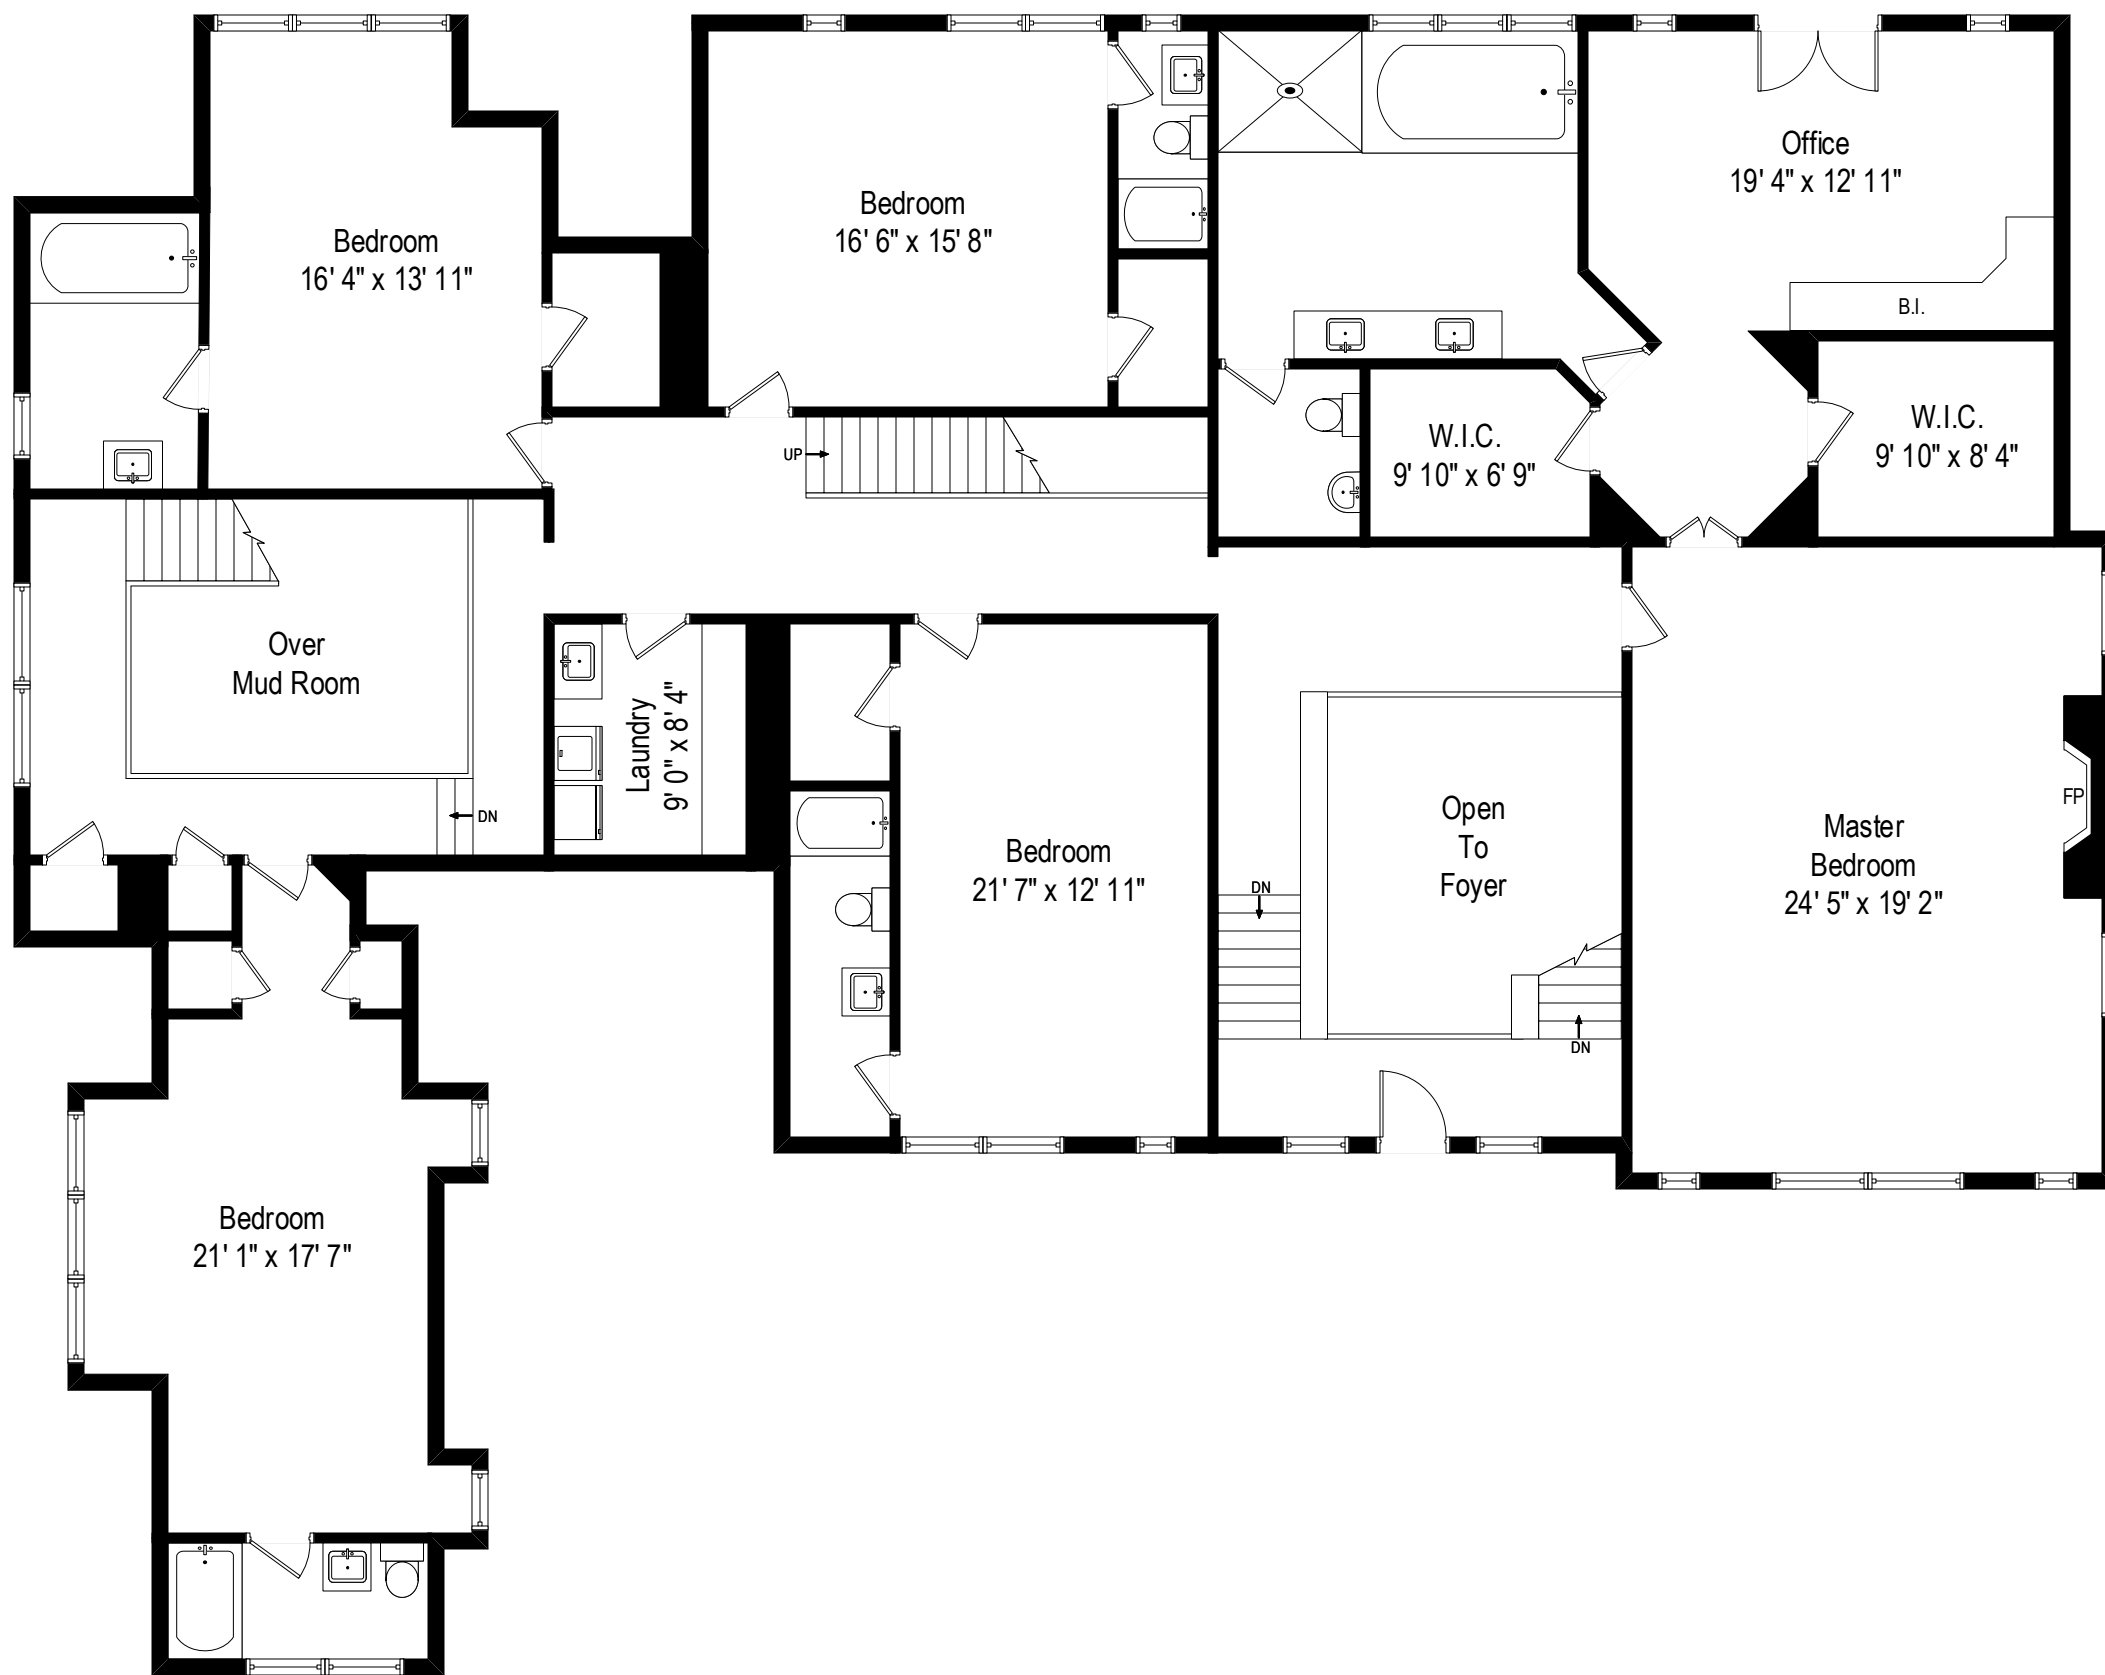 Office
19' 4" x 12' 11"
Bedroom
16' 6" x 15' 8"
Bedroom
16' 4" x 13' 11"
B.I.
W.I.C.
9' 10" x 6' 9"
W.I.C.
9' 10" x 8' 4"
UP
Over
Mud Room
Laundry
9' 0" x 8' 4"
DN
Bedroom
21' 7" x 12' 11"
Open
To
Foyer
DN
DN
Master
Bedroom
24' 5" x 19' 2"
FP
Bedroom
21' 1" x 17' 7"